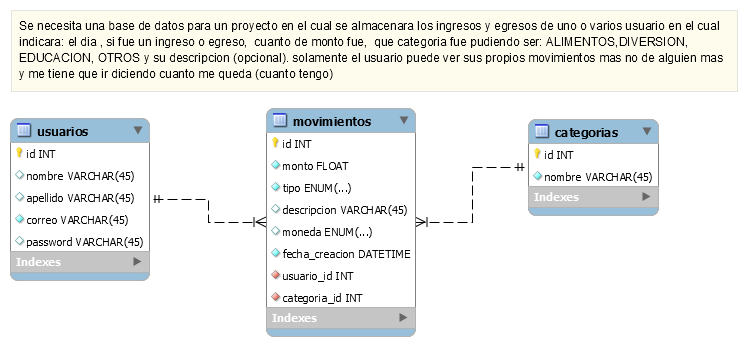 Se necesita una base de datos para un proyecto en el cual se almacenara los ingresos y egresos de uno o varios usuario en el cual
indicara: el dia , si fue un ingreso o egreso, cuanto de monto fue, que categoria fue pudiendo ser: ALIMENTOS,DIVERSION,
EDUCACION, OTROS y su descripcion (opcional). solamente el usuario puede ver sus propios movimientos mas no de alguien mas
y me tiene que ir diciendo cuanto me queda (cuanto tengo)
usuarios
id INT
nombre VARCHAR(45)
apellido VARCHAR(45)
correo VARCHAR(45)
password VARCHAR(45)
Indexes
movimientos
id INT
monto FLOAT
tipo ENUM(...)
descripcion VARCHAR(45)
moneda ENUM(...)
fecha_creacion DATETIME
usuario_id INT
categoria_id INT
Indexes
categorias
id INT
nombre VARCHAR(45)
Indexes